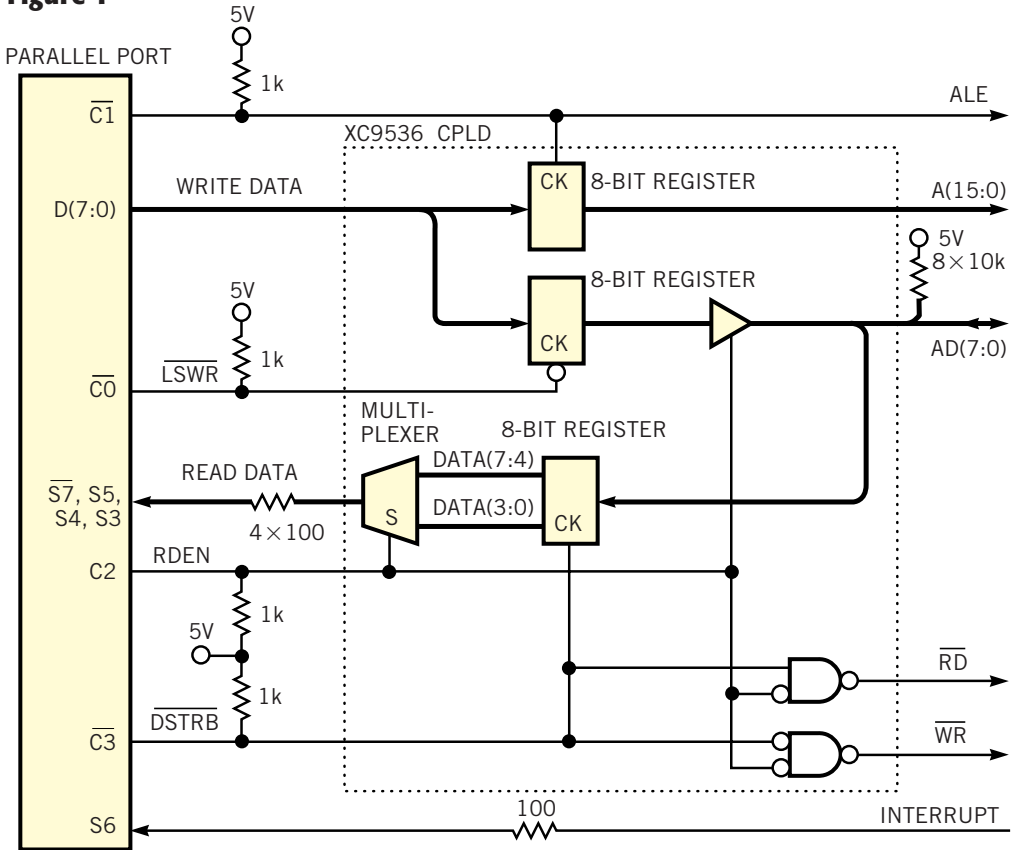 Figure 1
5V
PARALLEL PORT
1k
C1
ALE
XC9536 CPLD
WRITE DATA
CK
8-BIT REGISTER
D(7:0)
A(15:0)
5V
8×10k
5V
8-BIT REGISTER
1k
CK
AD(7:0)
LSWR
C0
MULTI-
PLEXER
8-BIT REGISTER
DATA(7:4)
READ DATA
S7, S5,
S4, S3
DATA(3:0)
S
CK
4×100
RDEN
C2
1k
5V
RD
1k
DSTRB
C3
WR
100
INTERRUPT
S6